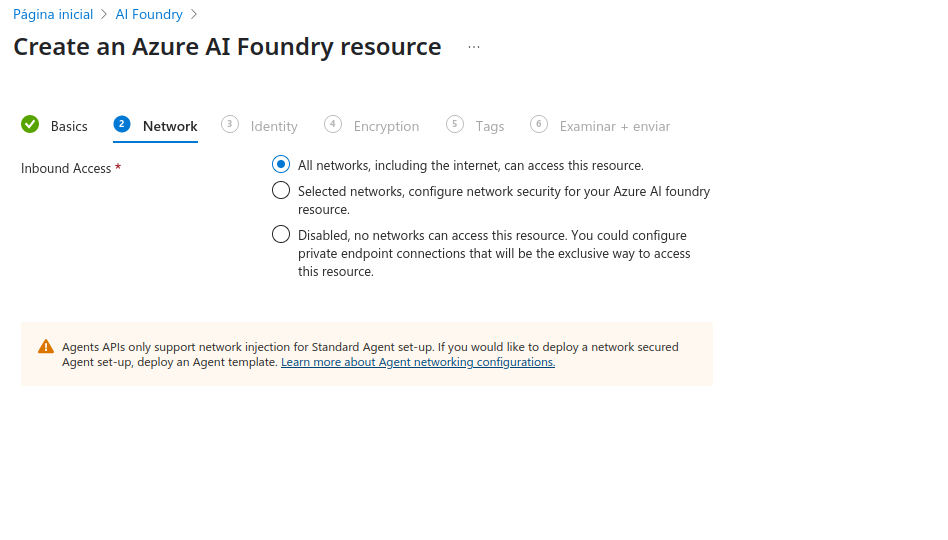 Página inicial > AI Foundry >
Create an Azure AI Foundry resource ...
Basics 2 Network 3 Identity 4 Encryption 5 Tags 6 Examinar + enviar
Inbound Access *
All networks, including the internet, can access this resource.
Selected networks, configure network security for your Azure AI foundry
resource.
Disabled, no networks can access this resource. You could configure
private endpoint connections that will be the exclusive way to access
this resource.
Agents APIs only support network injection for Standard Agent set-up. If you would like to deploy a network secured
Agent set-up, deploy an Agent template. Learn more about Agent networking configurations.